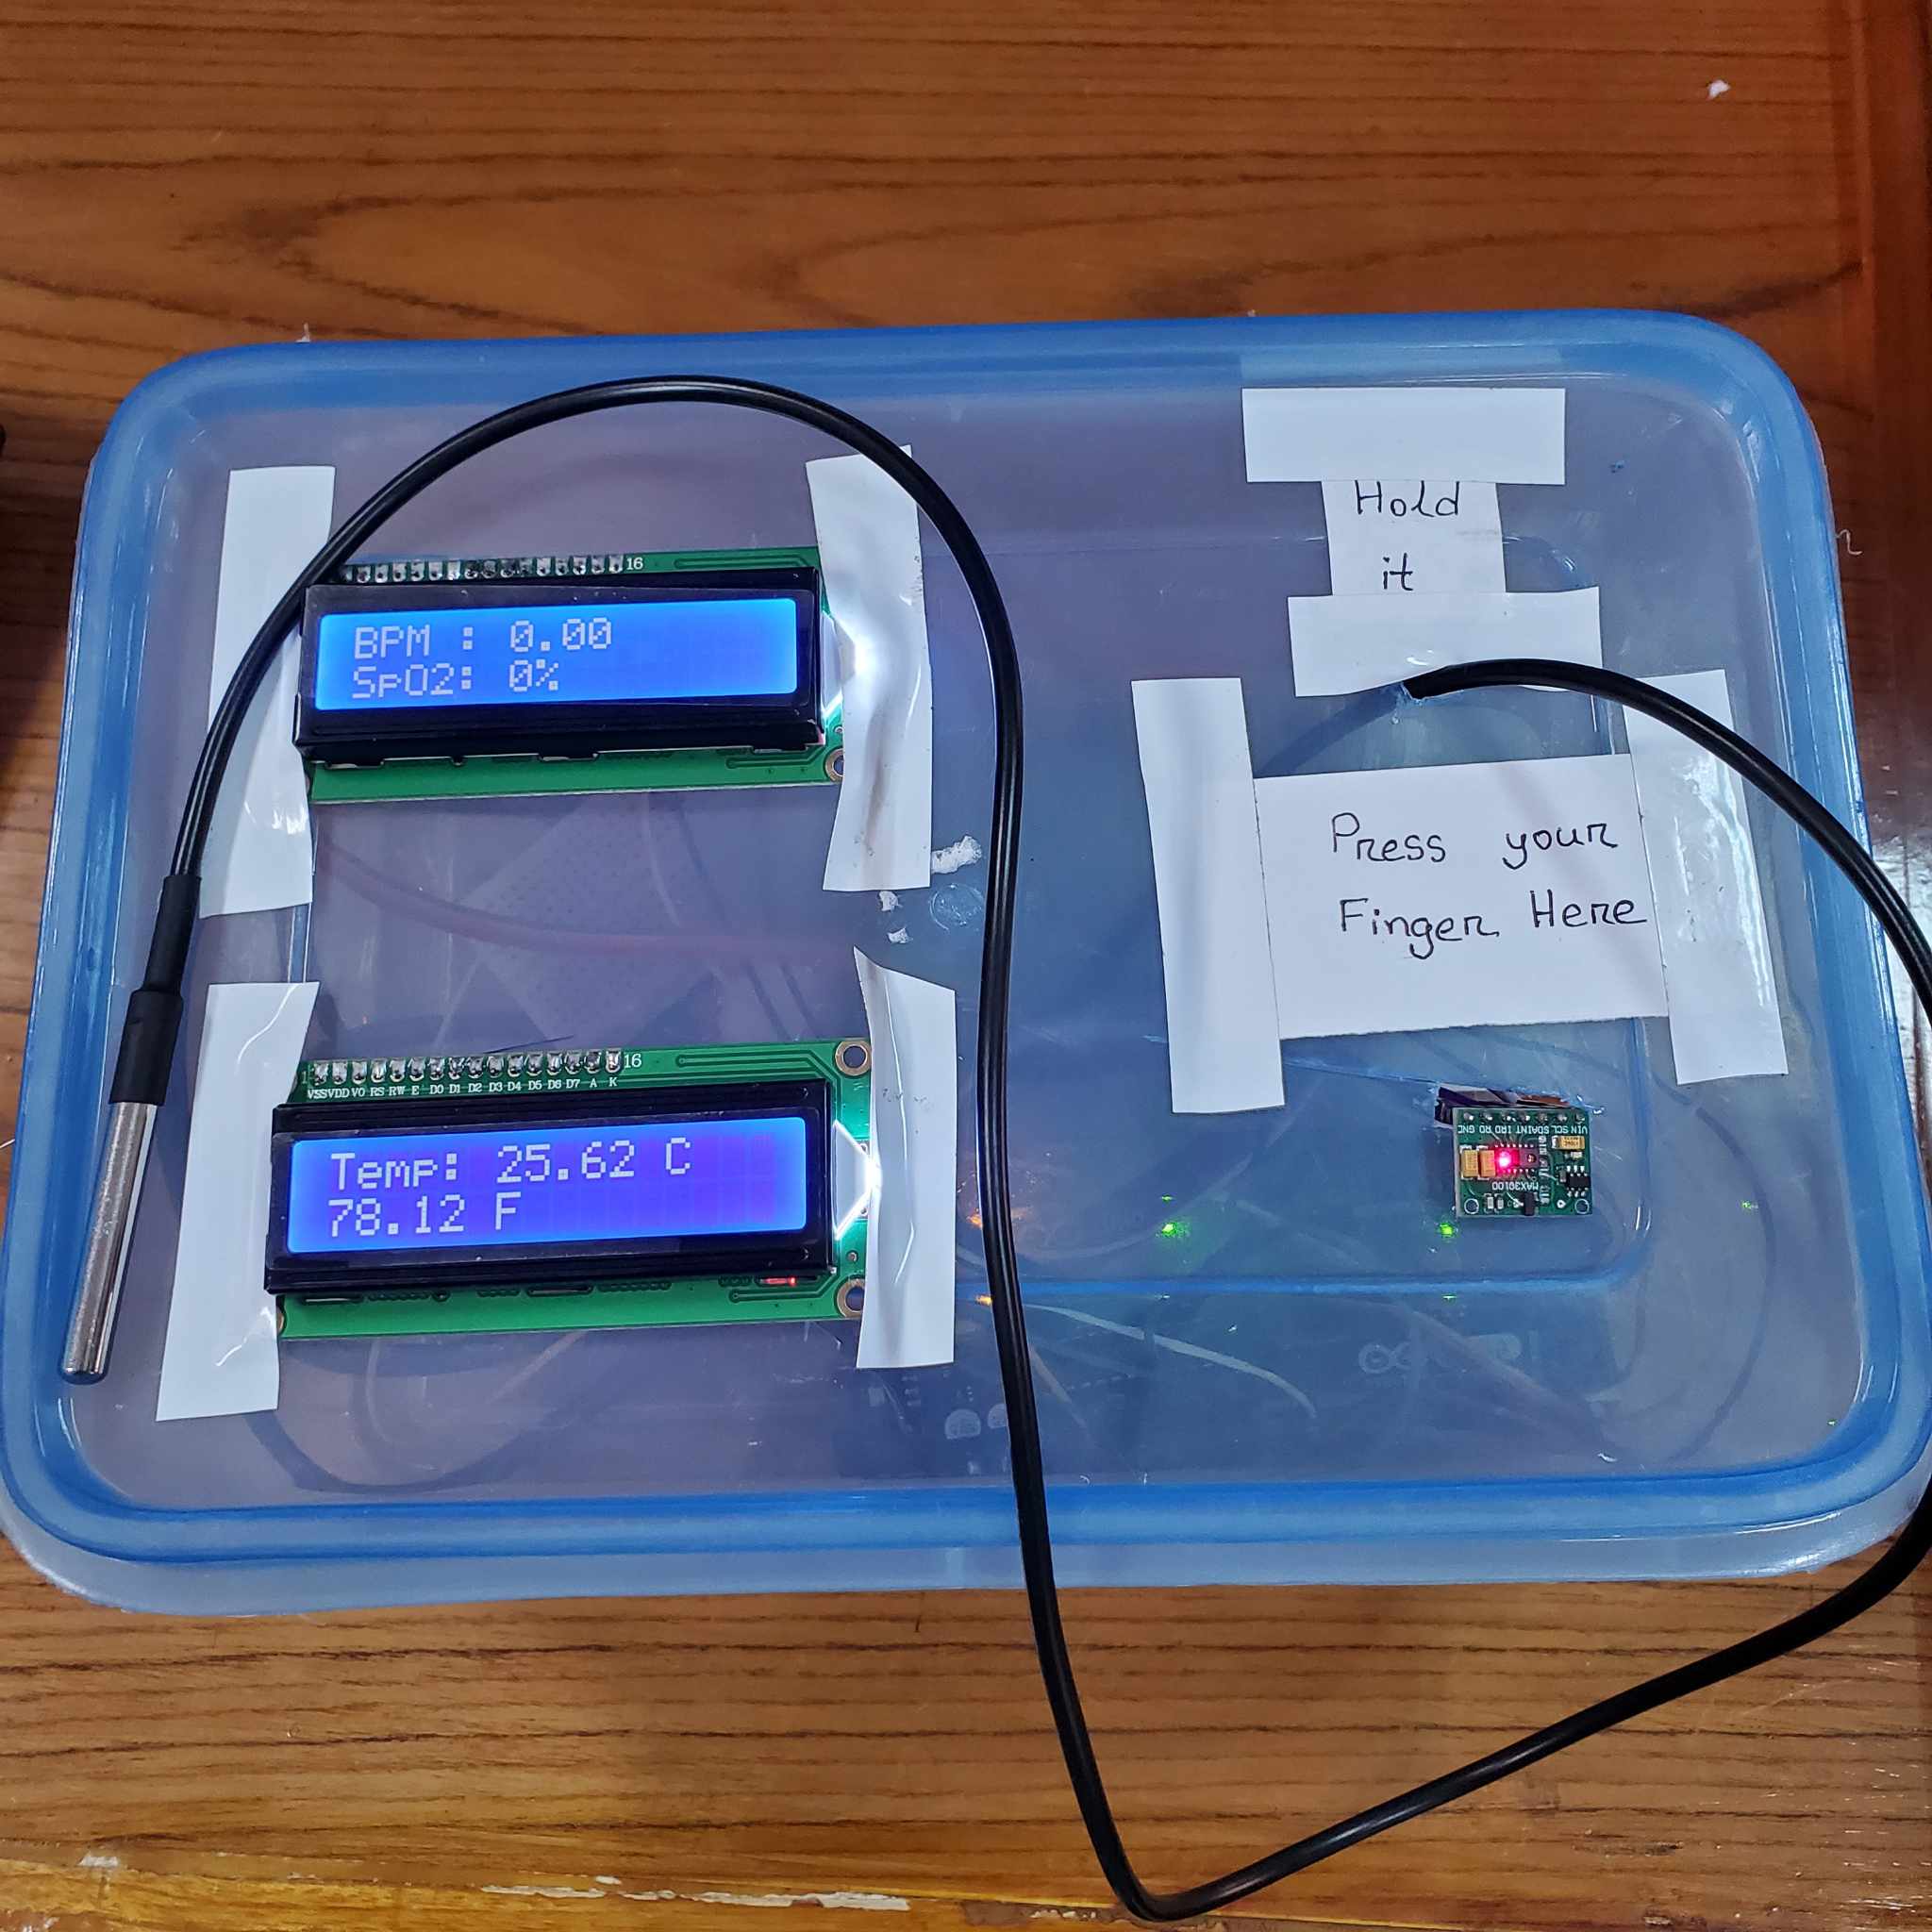 16
BPM : 0.00
SpO2: 0%
Hold
it
Press your
Finger Here
16
VSS VDD VO RS RW E D0 D1 D2 D3 D4 D5 D6 D7 A K
Temp: 25.62 C
78.12 F
VIN SCL SDA INT IRD RD GND
MAX30100